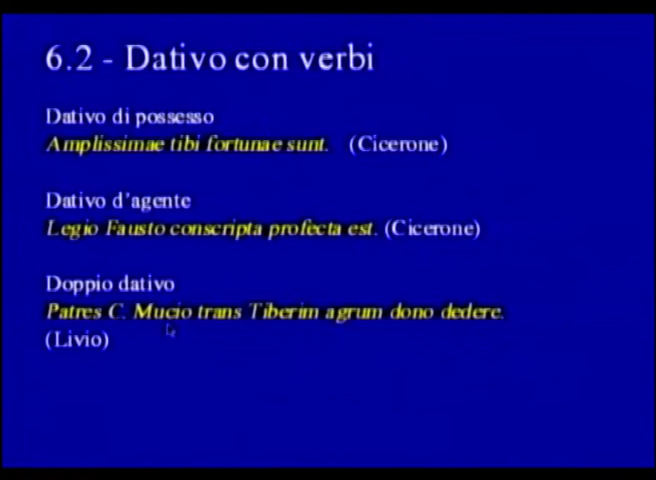 6.2 - Dativo con verbi
Dativo di possesso
Amplissimae tibi fortunae sunt. (Cicerone)
Dativo d'agente
Legio Fausto conscripta profecta est. (Cicerone)
Doppio dativo
Patres C. Mucio trans Tiberim agrum dono dedere.
(Livio)